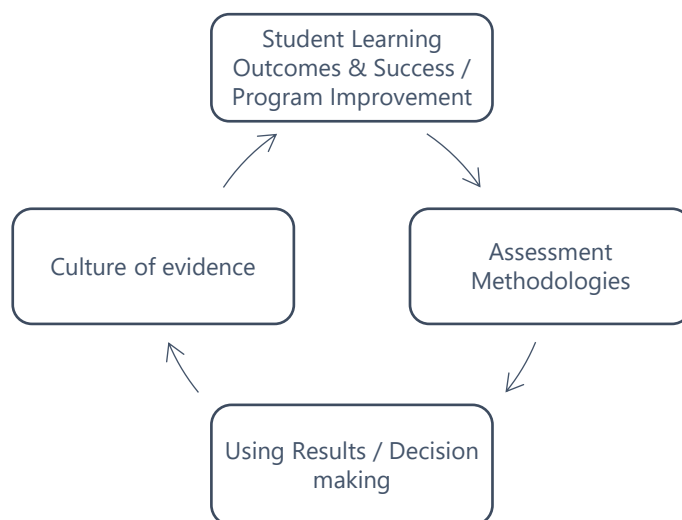 Student Learning
Outcomes & Success /
Program Improvement
Assessment
Methodologies
Using Results / Decision
making
Culture of evidence